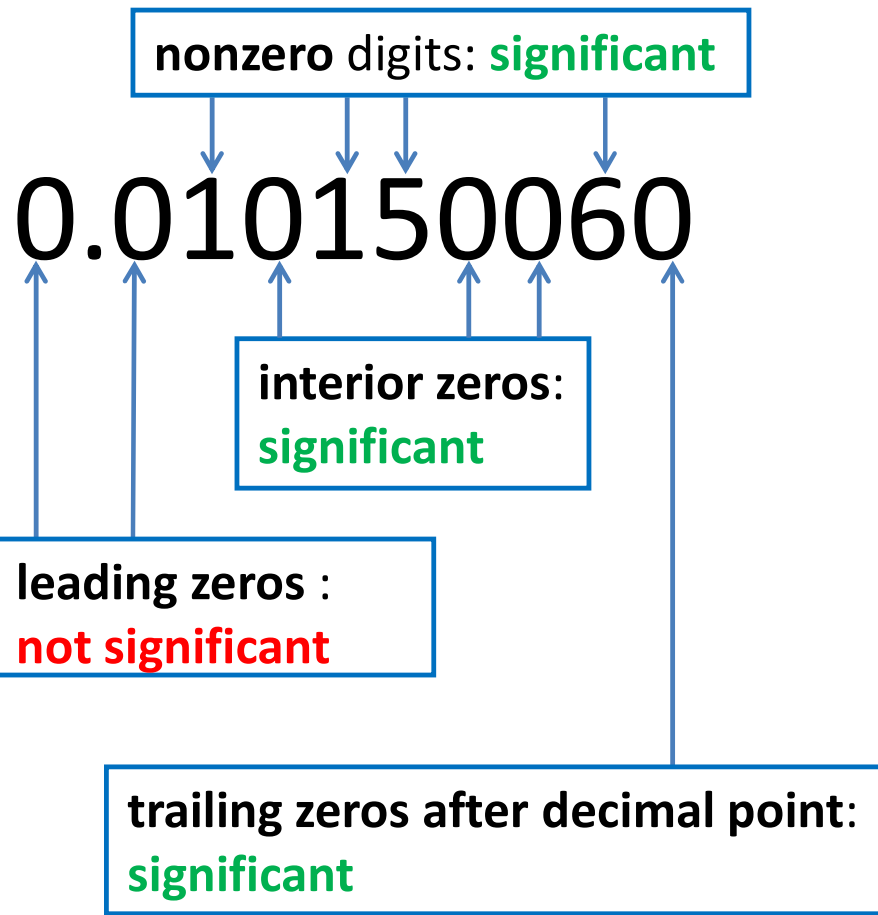 nonzero digits: significant
0.010150060
interior zeros:
significant
leading zeros :
not significant
trailing zeros after decimal point:
significant